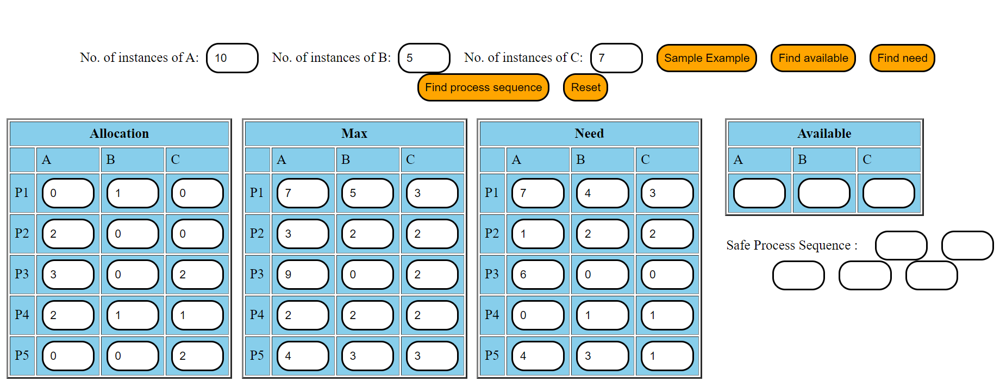 No. of instances of A: 10 No. of instances of B: 5 No. of instances of C: 7 Sample Example Find available Find need
Find process sequence Reset
Allocation
A B C
P1 0 1 0
P2 2 0 0
P3 3 0 2
P4 2 1 1
P5 0 0 2
Max
A B C
P1 7 5 3
P2 3 2 2
P3 9 0 2
P4 2 2 2
P5 4 3 3
Need
A B C
P1 7 4 3
P2 1 2 2
P3 6 0 0
P4 0 1 1
P5 4 3 1
Available
A B C
Safe Process Sequence :